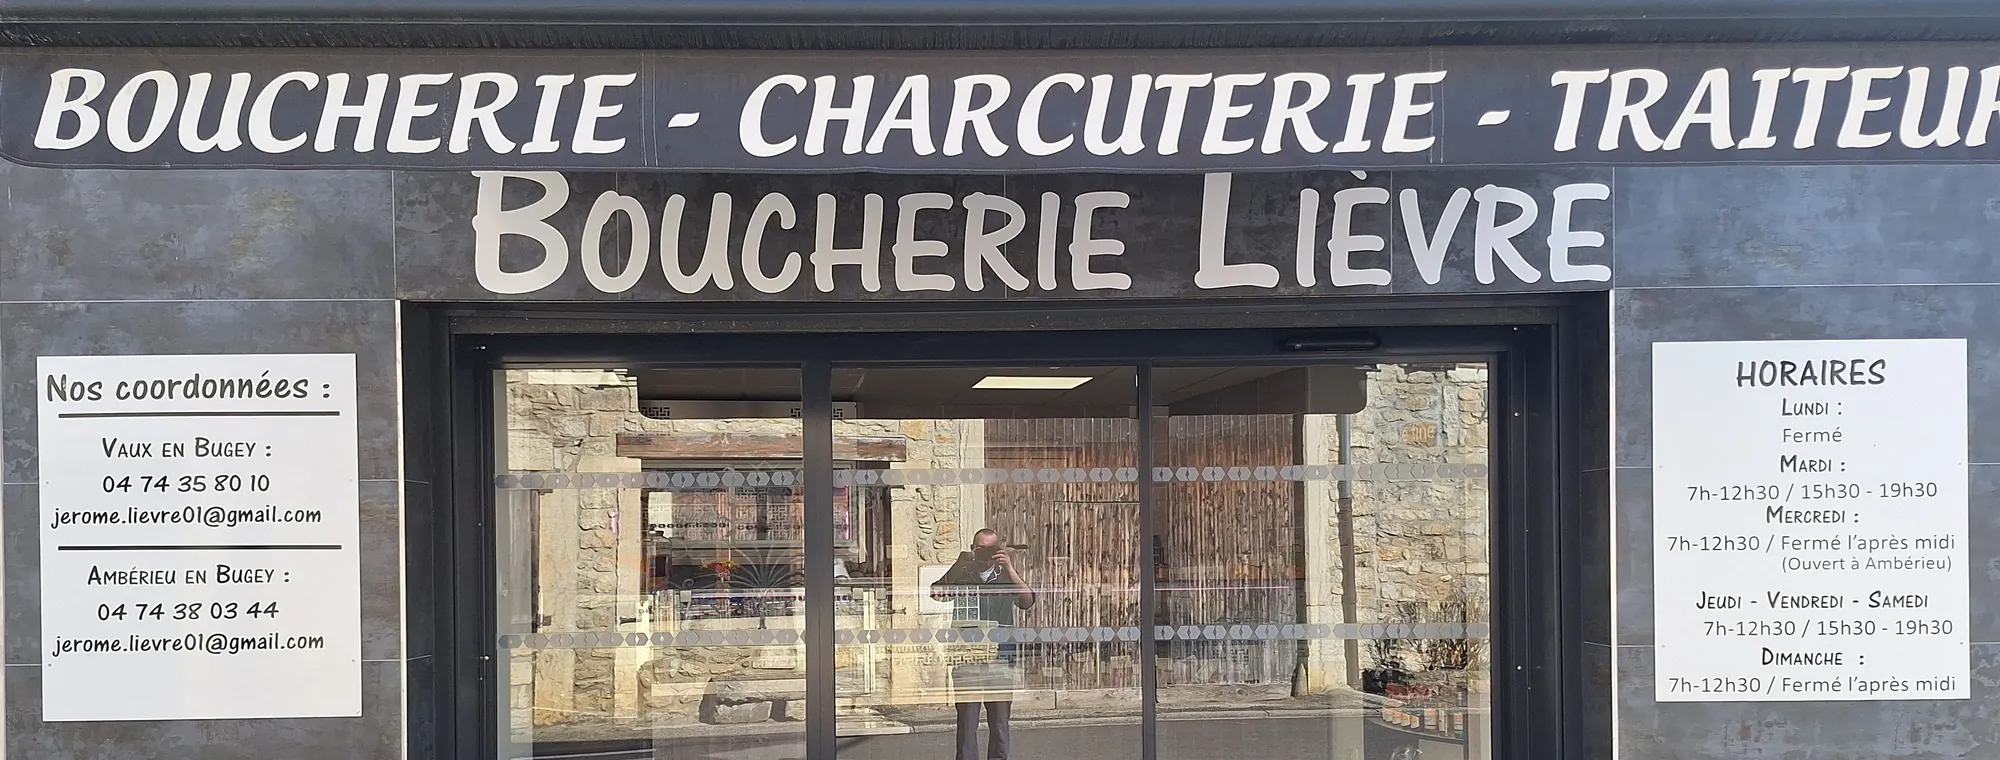 BOUCHERIE - CHARCUTERIE - TRAITEUR
BOUCHERIE LIÈVRE
Nos coordonnées :
VAUX EN BUGEY :
04 74 35 80 10
jerome.lievre01@gmail.com
AMBÉRIEU EN BUGEY :
04 74 38 03 44
jerome.lievre01@gmail.com
HORAIRES
LUNDI :
Fermé
MARDI :
7h-12h30 / 15h30 - 19h30
MERCREDI :
7h-12h30 / Fermé l'après midi
(Ouvert à Ambérieu)
JEUDI - VENDREDI - SAMEDI
7h-12h30 / 15h30 - 19h30
DIMANCHE :
7h-12h30 / Fermé l'après midi